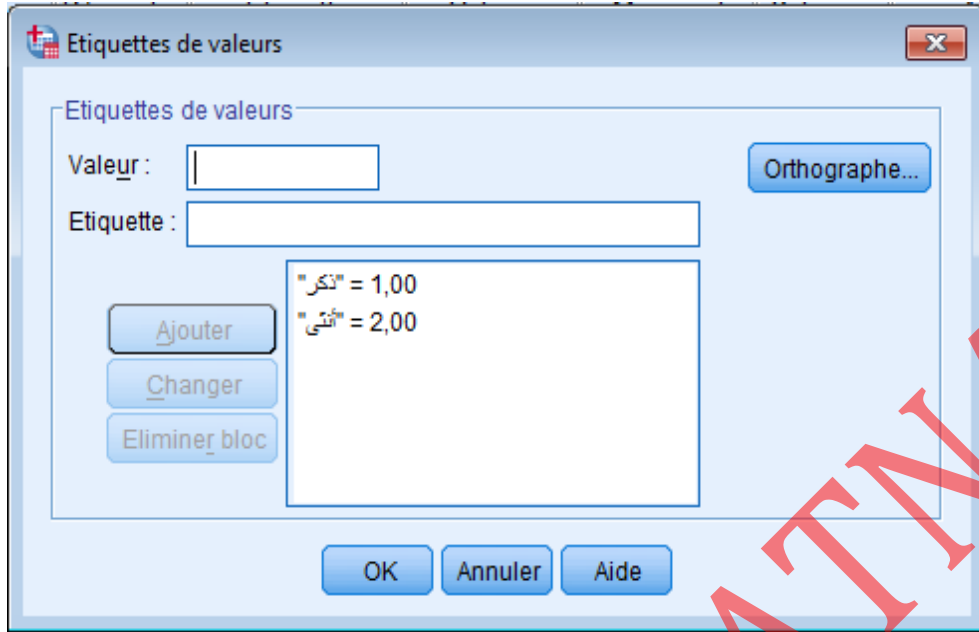 Etiquettes de valeurs
Etiquettes de valeurs
Valeur :
Orthographe...
Etiquette :
"ذكر" = 1,00
"أنثى" = 2,00
Ajouter
Changer
Eliminer bloc
OK
Annuler
Aide
ATN